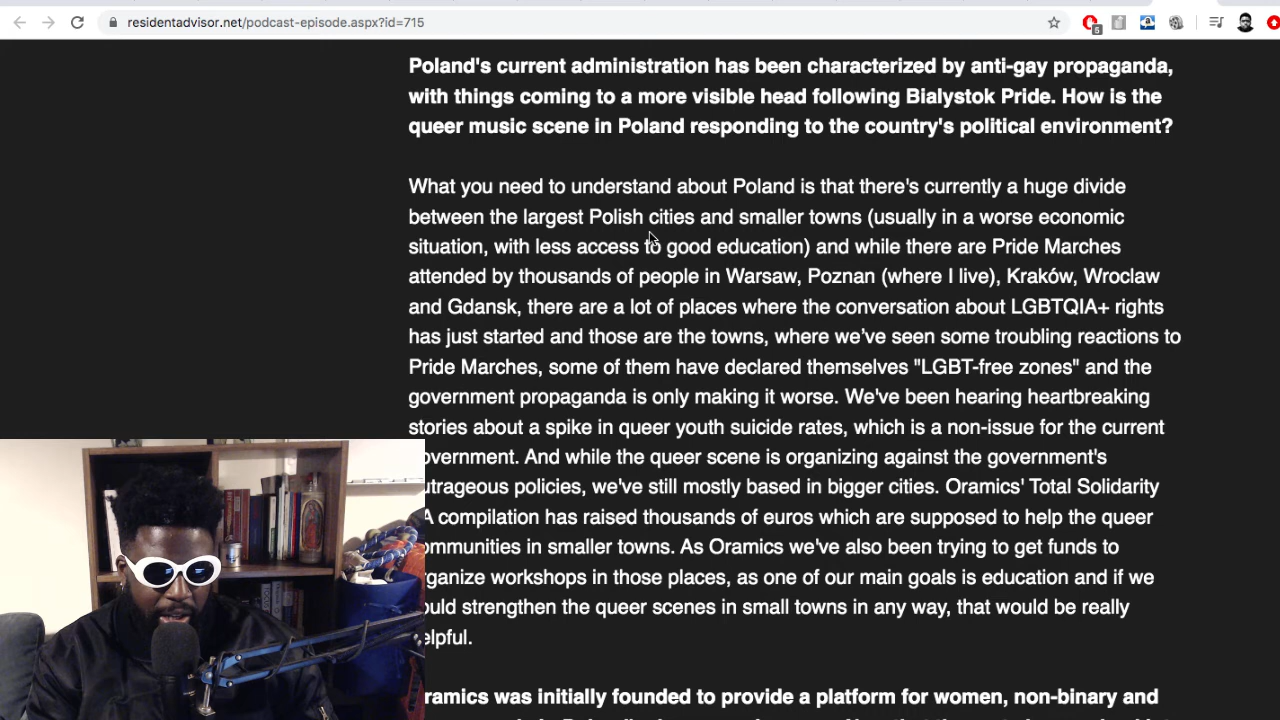 residentadvisor.net/podcast-episode.aspx?id=715
5
Poland's current administration has been characterized by anti-gay propaganda,
with things coming to a more visible head following Bialystok Pride. How is the
queer music scene in Poland responding to the country's political environment?
What you need to understand about Poland is that there's currently a huge divide
between the largest Polish cities and smaller towns (usually in a worse economic
situation, with less access to good education) and while there are Pride Marches
attended by thousands of people in Warsaw, Poznan (where I live), Kraków, Wroclaw
and Gdansk, there are a lot of places where the conversation about LGBTQIA+ rights
has just started and those are the towns, where we've seen some troubling reactions to
Pride Marches, some of them have declared themselves "LGBT-free zones" and the
government propaganda is only making it worse. We've been hearing heartbreaking
stories about a spike in queer youth suicide rates, which is a non-issue for the current
overnment. And while the queer scene is organizing against the government's
utrageous policies, we've still mostly based in bigger cities. Oramics' Total Solidarity
A compilation has raised thousands of euros which are supposed to help the queer
ommunities in smaller towns. As Oramics we've also been trying to get funds to
rganize workshops in those places, as one of our main goals is education and if we
ould strengthen the queer scenes in small towns in any way, that would be really
elpful.
ramics was initially founded to provide a platform for women, non-binary and